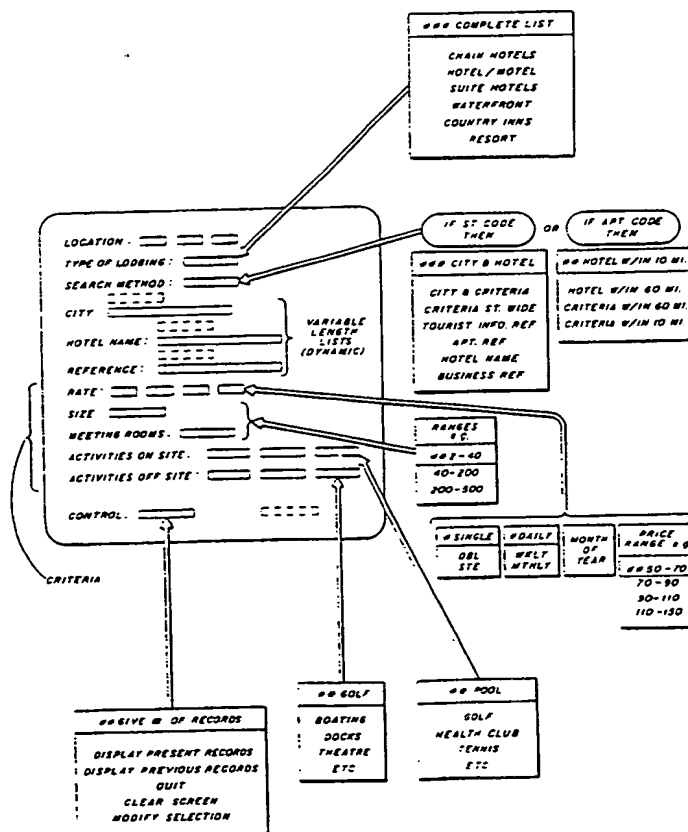 ### COMPLETE LIST
CHAIN HOTELS
HOTEL/MOTEL
SUITE HOTELS
WATERFRONT
COUNTRY INNS
RESORT
IF ST CODE
THEN
OR
IF APT. CODE
THEN
### CITY & HOTEL
CITY & CRITERIA
CRITERIA ST. WIDE
TOURIST INFO. REF
APT. REF
HOTEL NAME
BUSINESS REF
## HOTEL W/IN 10 MI.
HOTEL W/IN 60 MI.
CRITERIA W/IN 60 MI.
CRITERIA W/IN 10 MI.
LOCATION:
TYPE OF LODGING:
SEARCH METHOD:
CITY
HOTEL NAME:
REFERENCE:
VARIABLE
LENGTH
LISTS
(DYNAMIC)
RATE:
SIZE
MEETING ROOMS:
ACTIVITIES ON SITE:
ACTIVITIES OFF SITE:
CONTROL:
CRITERIA
RANGES
e.g.
## 2-40
40-200
200-500
# SINGLE
DBL
STE
# DAILY
WKLY
MTHLY
MONTH
OF
YEAR
PRICE
RANGE e.g
## 50-70
70-90
90-110
110-150
## GIVE # OF RECORDS
DISPLAY PRESENT RECORDS
DISPLAY PREVIOUS RECORDS
QUIT
CLEAR SCREEN
MODIFY SELECTION
## GOLF
BOATING
DOCKS
THEATRE
ETC
## POOL
GOLF
HEALTH CLUB
TENNIS
ETC